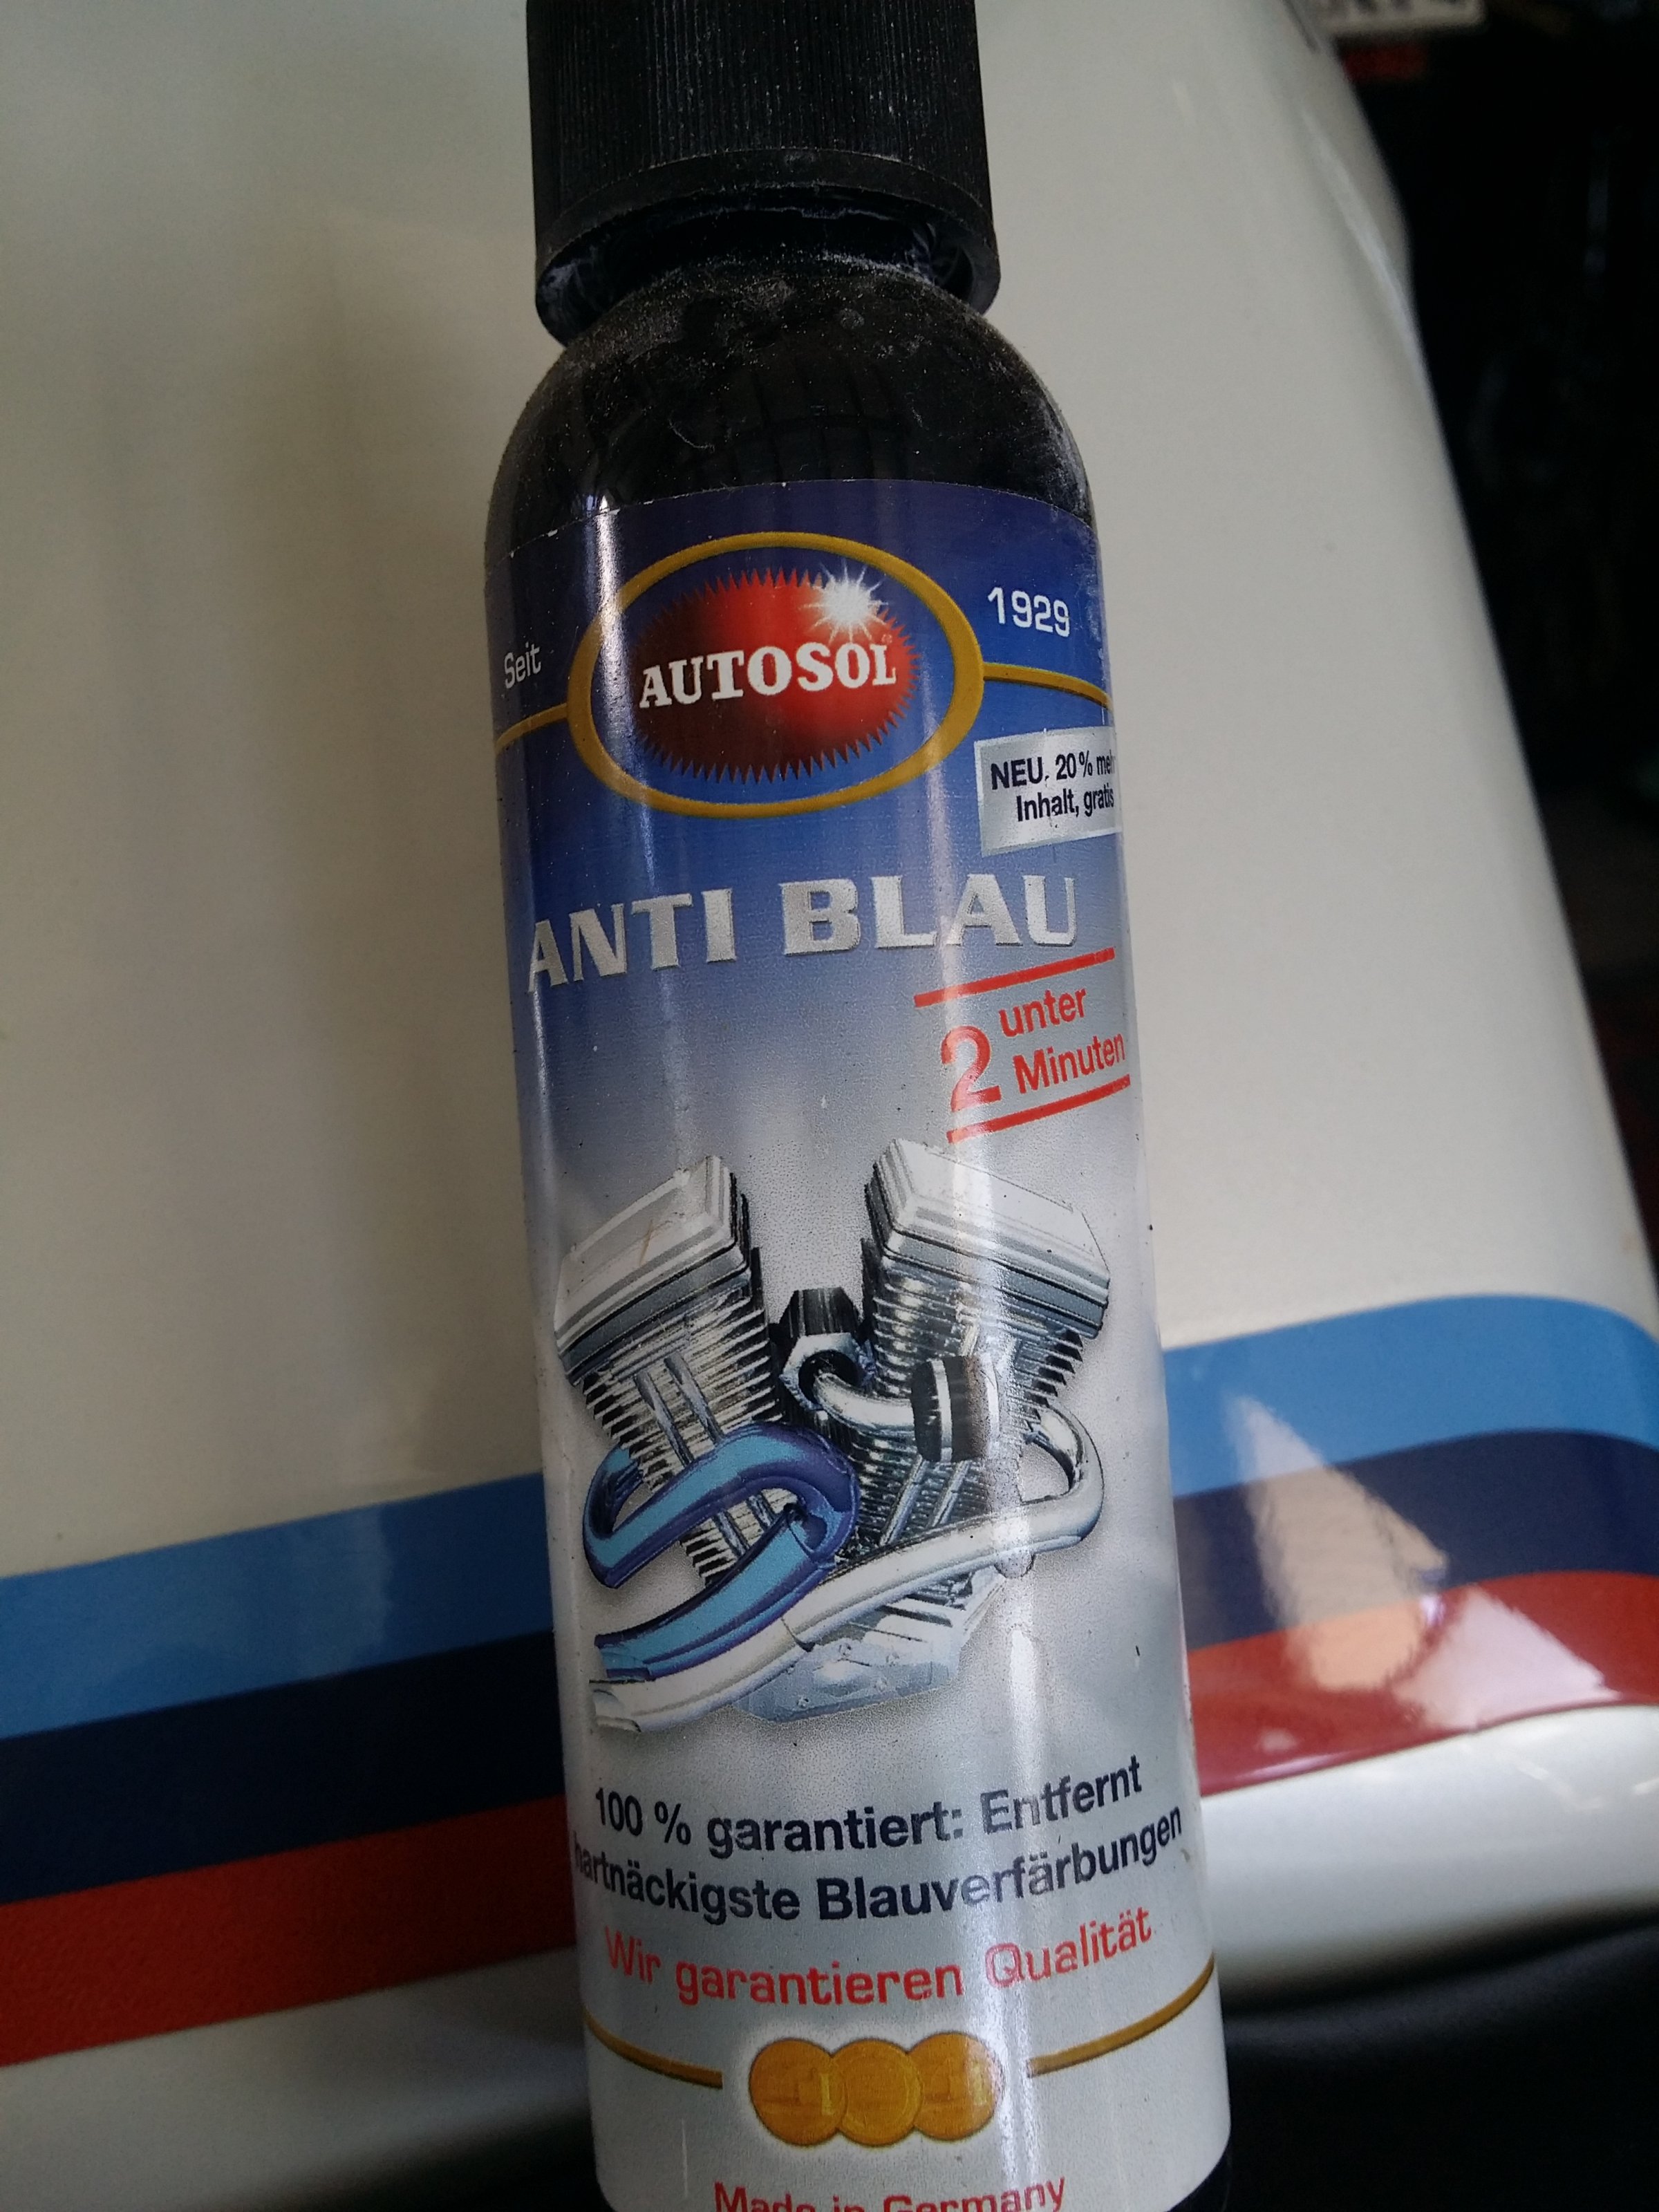 Seit
AUTOSOL
1929
NEU, 20%
Inhalt, gratis
ANTI BLAU
unter
2 Minuten
100 % garantiert: Entfernt
hartnäckigste Blauverfärbungen
Wir garantieren Qualität
Made in Germany